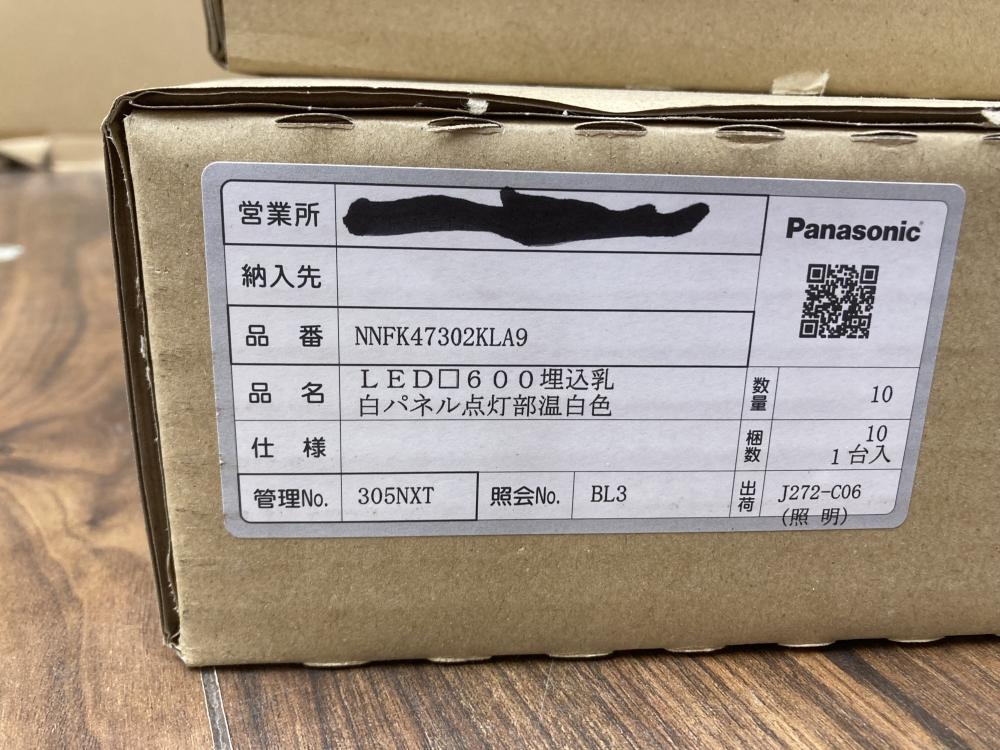 営業所
Panasonic
納入先
品 番 NNFK47302KLA9
品 名 ＬＥＤ□６００埋込乳
白パネル点灯部温白色
数量 10
仕 様
梱数 10
1台入
管理No. 305NXT 照会No. BL3 出荷 J272-C06
(照 明)